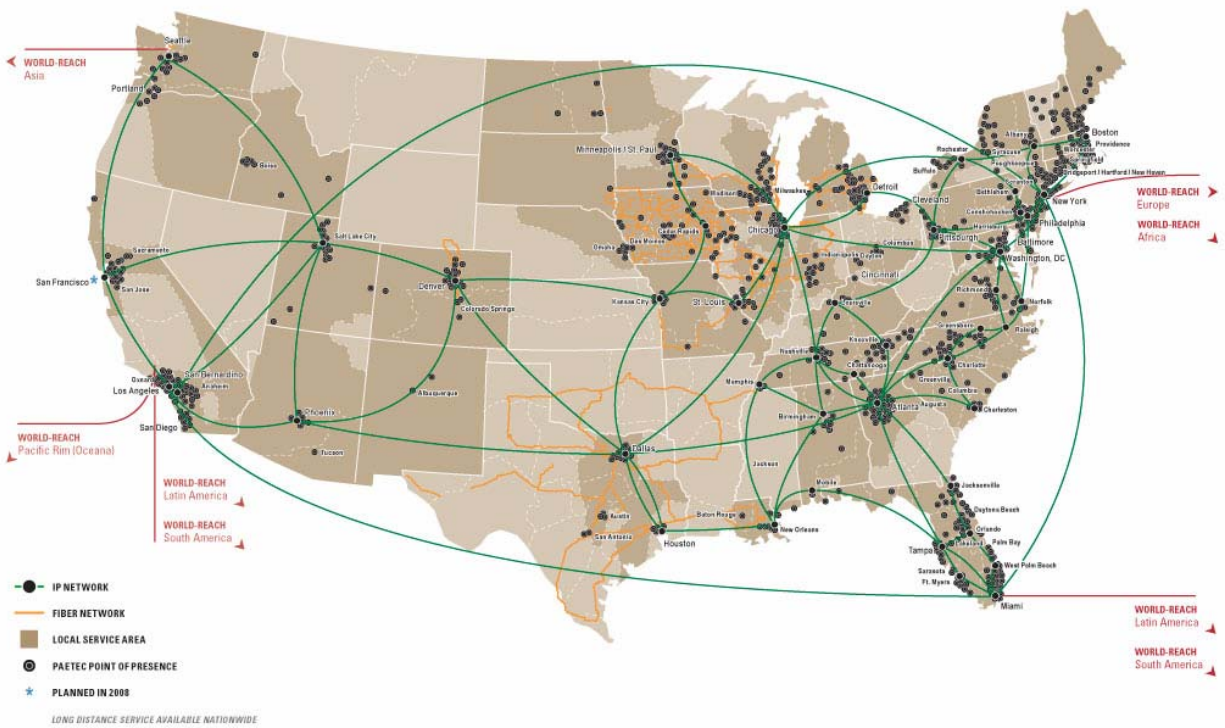 Seattle
WORLD-REACH
Asia
Portland
Boise
Minneapolis / St. Paul
Madison
Milwaukee
Rochester
Buffalo
Syracuse
Albany
Boston
Providence
Worcester
Springfield
Poughkeepsie
Bridgeport / Hartford / New Haven
Scranton
Bethlehem
New York
WORLD-REACH
Europe
WORLD-REACH
Africa
Detroit
Cleveland
Conshohocken
Philadelphia
Harrisburg
Pittsburgh
Baltimore
Washington, DC
Chicago
Cedar Rapids
Des Moines
Omaha
Columbus
Indianapolis
Dayton
Cincinnati
Salt Lake City
Sacramento
San Francisco
San Jose
Denver
Colorado Springs
Kansas City
St. Louis
Louisville
Richmond
Norfolk
Raleigh
Greensboro
Knoxville
Nashville
Chattanooga
Charlotte
Greenville
Columbia
Charleston
Memphis
Atlanta
Augusta
Birmingham
San Bernardino
Oxnard
Los Angeles
Anaheim
San Diego
Phoenix
Albuquerque
Tucson
Dallas
Jackson
Mobile
Baton Rouge
New Orleans
Austin
San Antonio
Houston
Jacksonville
Daytona Beach
Orlando
Lakeland
Palm Bay
Tampa
Sarasota
Ft. Myers
West Palm Beach
Miami
WORLD-REACH
Pacific Rim (Oceana)
WORLD-REACH
Latin America
WORLD-REACH
South America
WORLD-REACH
Latin America
WORLD-REACH
South America
IP NETWORK
FIBER NETWORK
LOCAL SERVICE AREA
PAETEC POINT OF PRESENCE
* PLANNED IN 2008
LONG DISTANCE SERVICE AVAILABLE NATIONWIDE